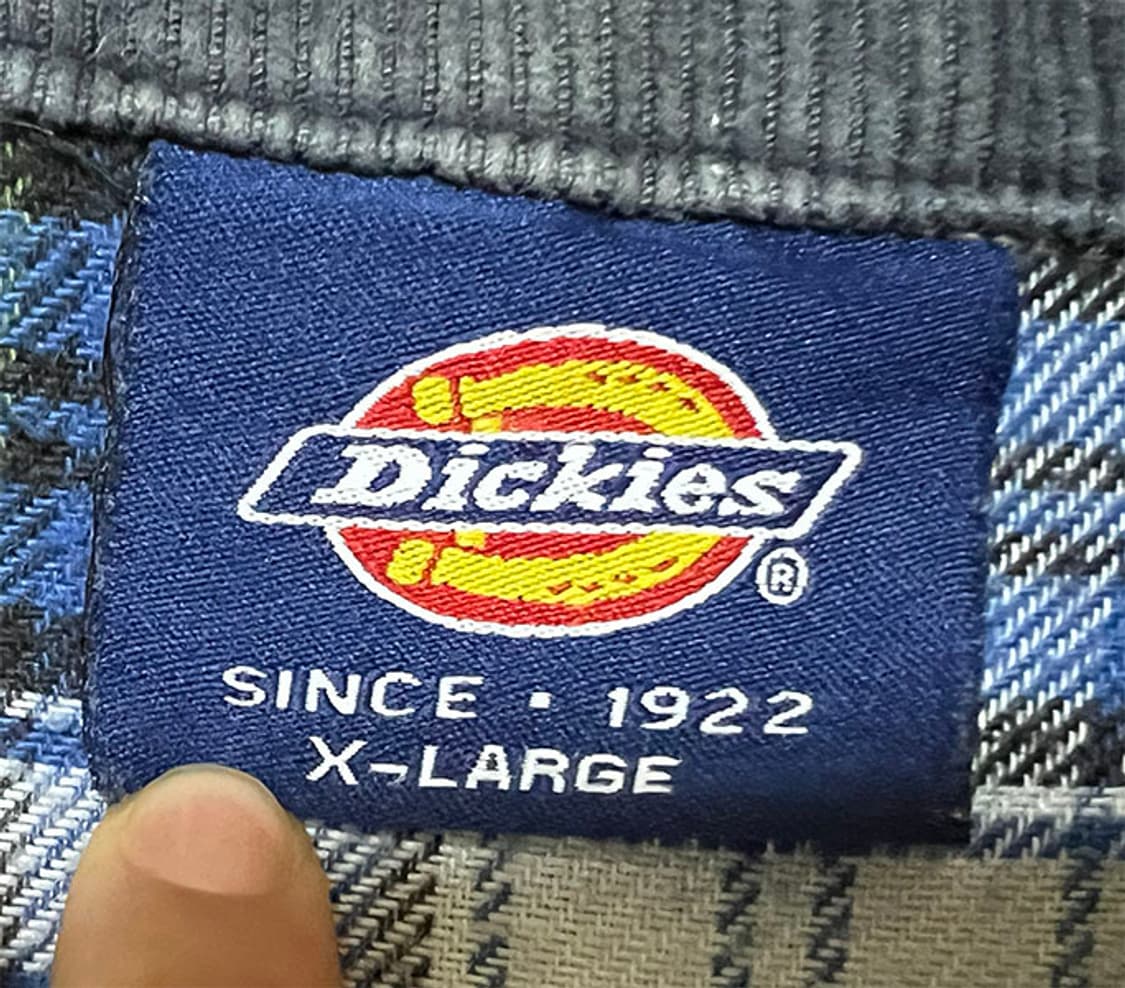 Dickies
®
SINCE · 1922
X-LARGE